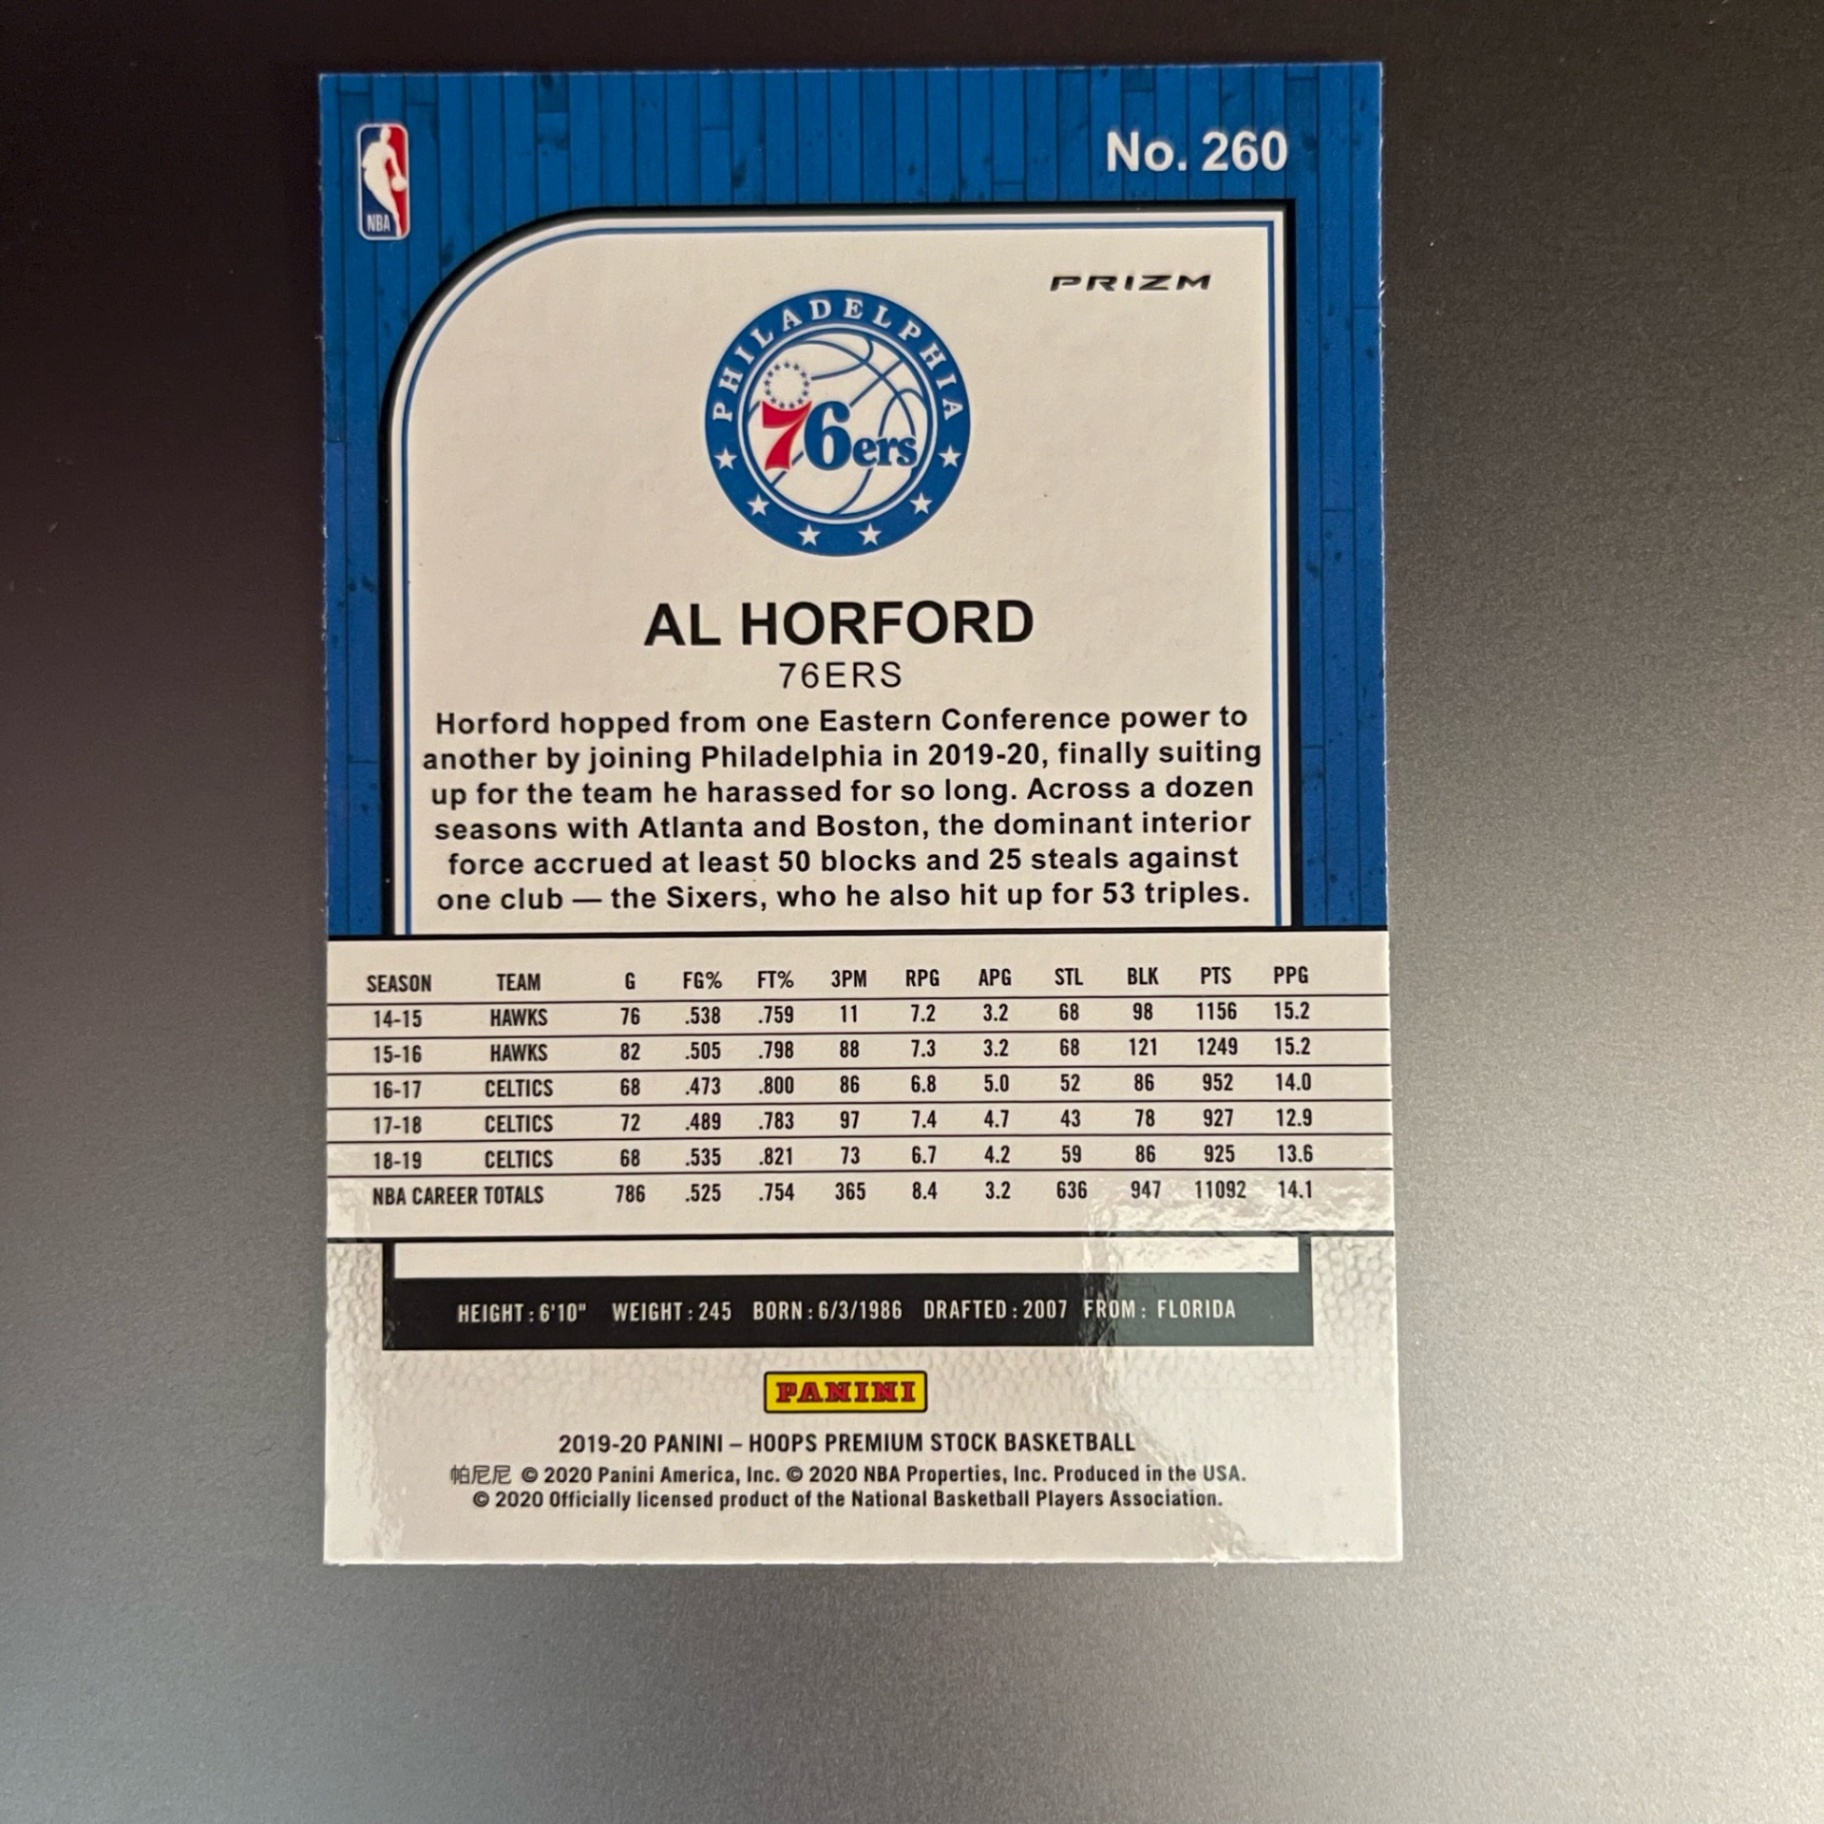 No. 260
NBA
PRIZM
PHILADELPHIA
76ers
AL HORFORD
76ERS
Horford hopped from one Eastern Conference power to
another by joining Philadelphia in 2019-20, finally suiting
up for the team he harassed for so long. Across a dozen
seasons with Atlanta and Boston, the dominant interior
force accrued at least 50 blocks and 25 steals against
one club — the Sixers, who he also hit up for 53 triples.
SEASON TEAM G FG% FT% 3PM RPG APG STL BLK PTS PPG
14-15 HAWKS 76 .538 .759 11 7.2 3.2 68 98 1156 15.2
15-16 HAWKS 82 .505 .798 88 7.3 3.2 68 121 1249 15.2
16-17 CELTICS 68 .473 .800 86 6.8 5.0 52 86 952 14.0
17-18 CELTICS 72 .489 .783 97 7.4 4.7 43 78 927 12.9
18-19 CELTICS 68 .535 .821 73 6.7 4.2 59 86 925 13.6
NBA CAREER TOTALS 786 .525 .754 365 8.4 3.2 636 947 11092 14.1
HEIGHT : 6'10" WEIGHT : 245 BORN : 6/3/1986 DRAFTED : 2007 FROM : FLORIDA
PANINI
2019-20 PANINI – HOOPS PREMIUM STOCK BASKETBALL
帕尼尼 © 2020 Panini America, Inc. © 2020 NBA Properties, Inc. Produced in the USA.
© 2020 Officially licensed product of the National Basketball Players Association.